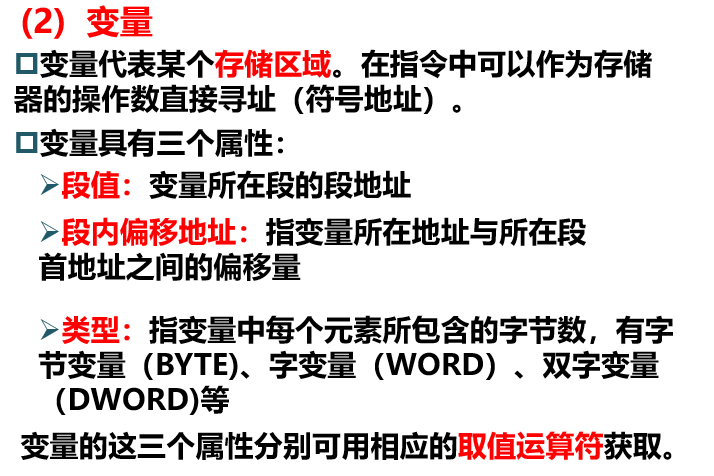 (2) 变量
变量代表某个存储区域。在指令中可以作为存储
器的操作数直接寻址（符号地址）。
变量具有三个属性：
段值：变量所在段的段地址
段内偏移地址：指变量所在地址与所在段
首地址之间的偏移量
类型：指变量中每个元素所包含的字节数，有字
节变量（BYTE)、字变量（WORD）、双字变量
（DWORD)等
变量的这三个属性分别可用相应的取值运算符获取。